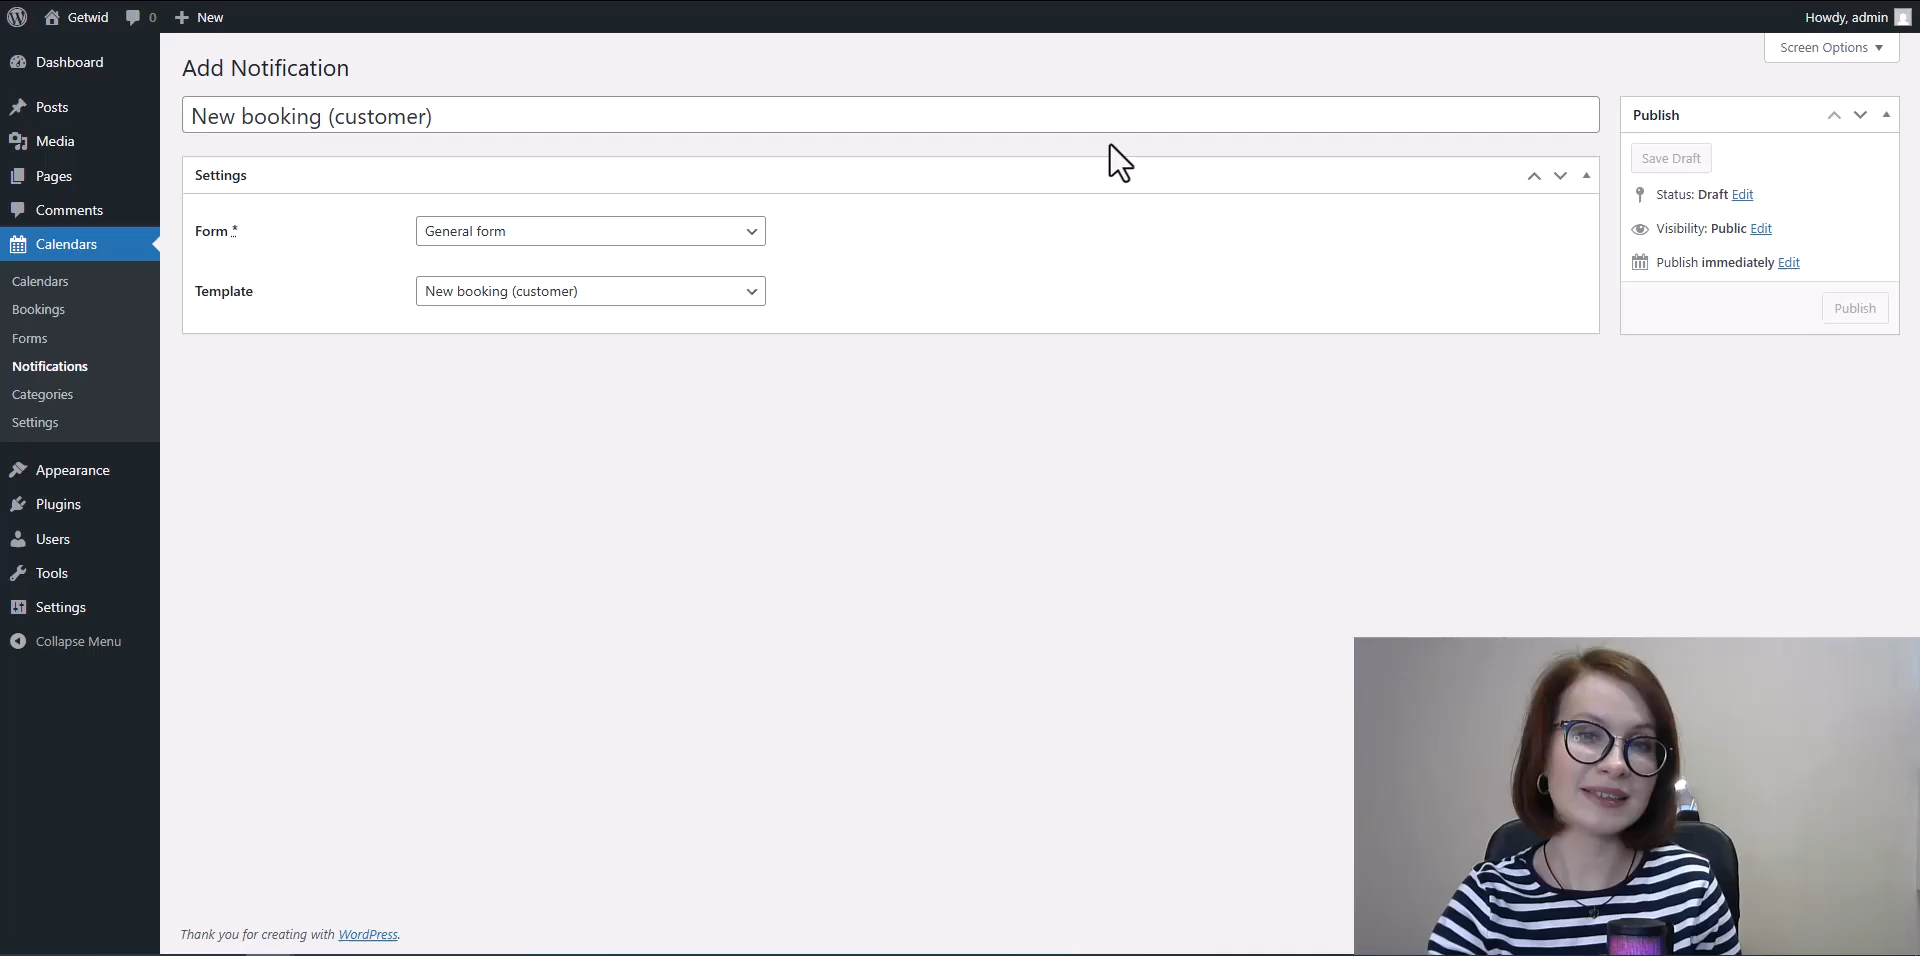 Getwid
0
New
Howdy, admin
Screen Options
Dashboard
Posts
Media
Pages
Comments
Calendars
Calendars
Bookings
Forms
Notifications
Categories
Settings
Appearance
Plugins
Users
Tools
Settings
Collapse Menu
Add Notification
New booking (customer)
Settings
Form *
General form
Template
New booking (customer)
Publish
Save Draft
Status: Draft Edit
Visibility: Public Edit
Publish immediately Edit
Publish
Thank you for creating with WordPress.